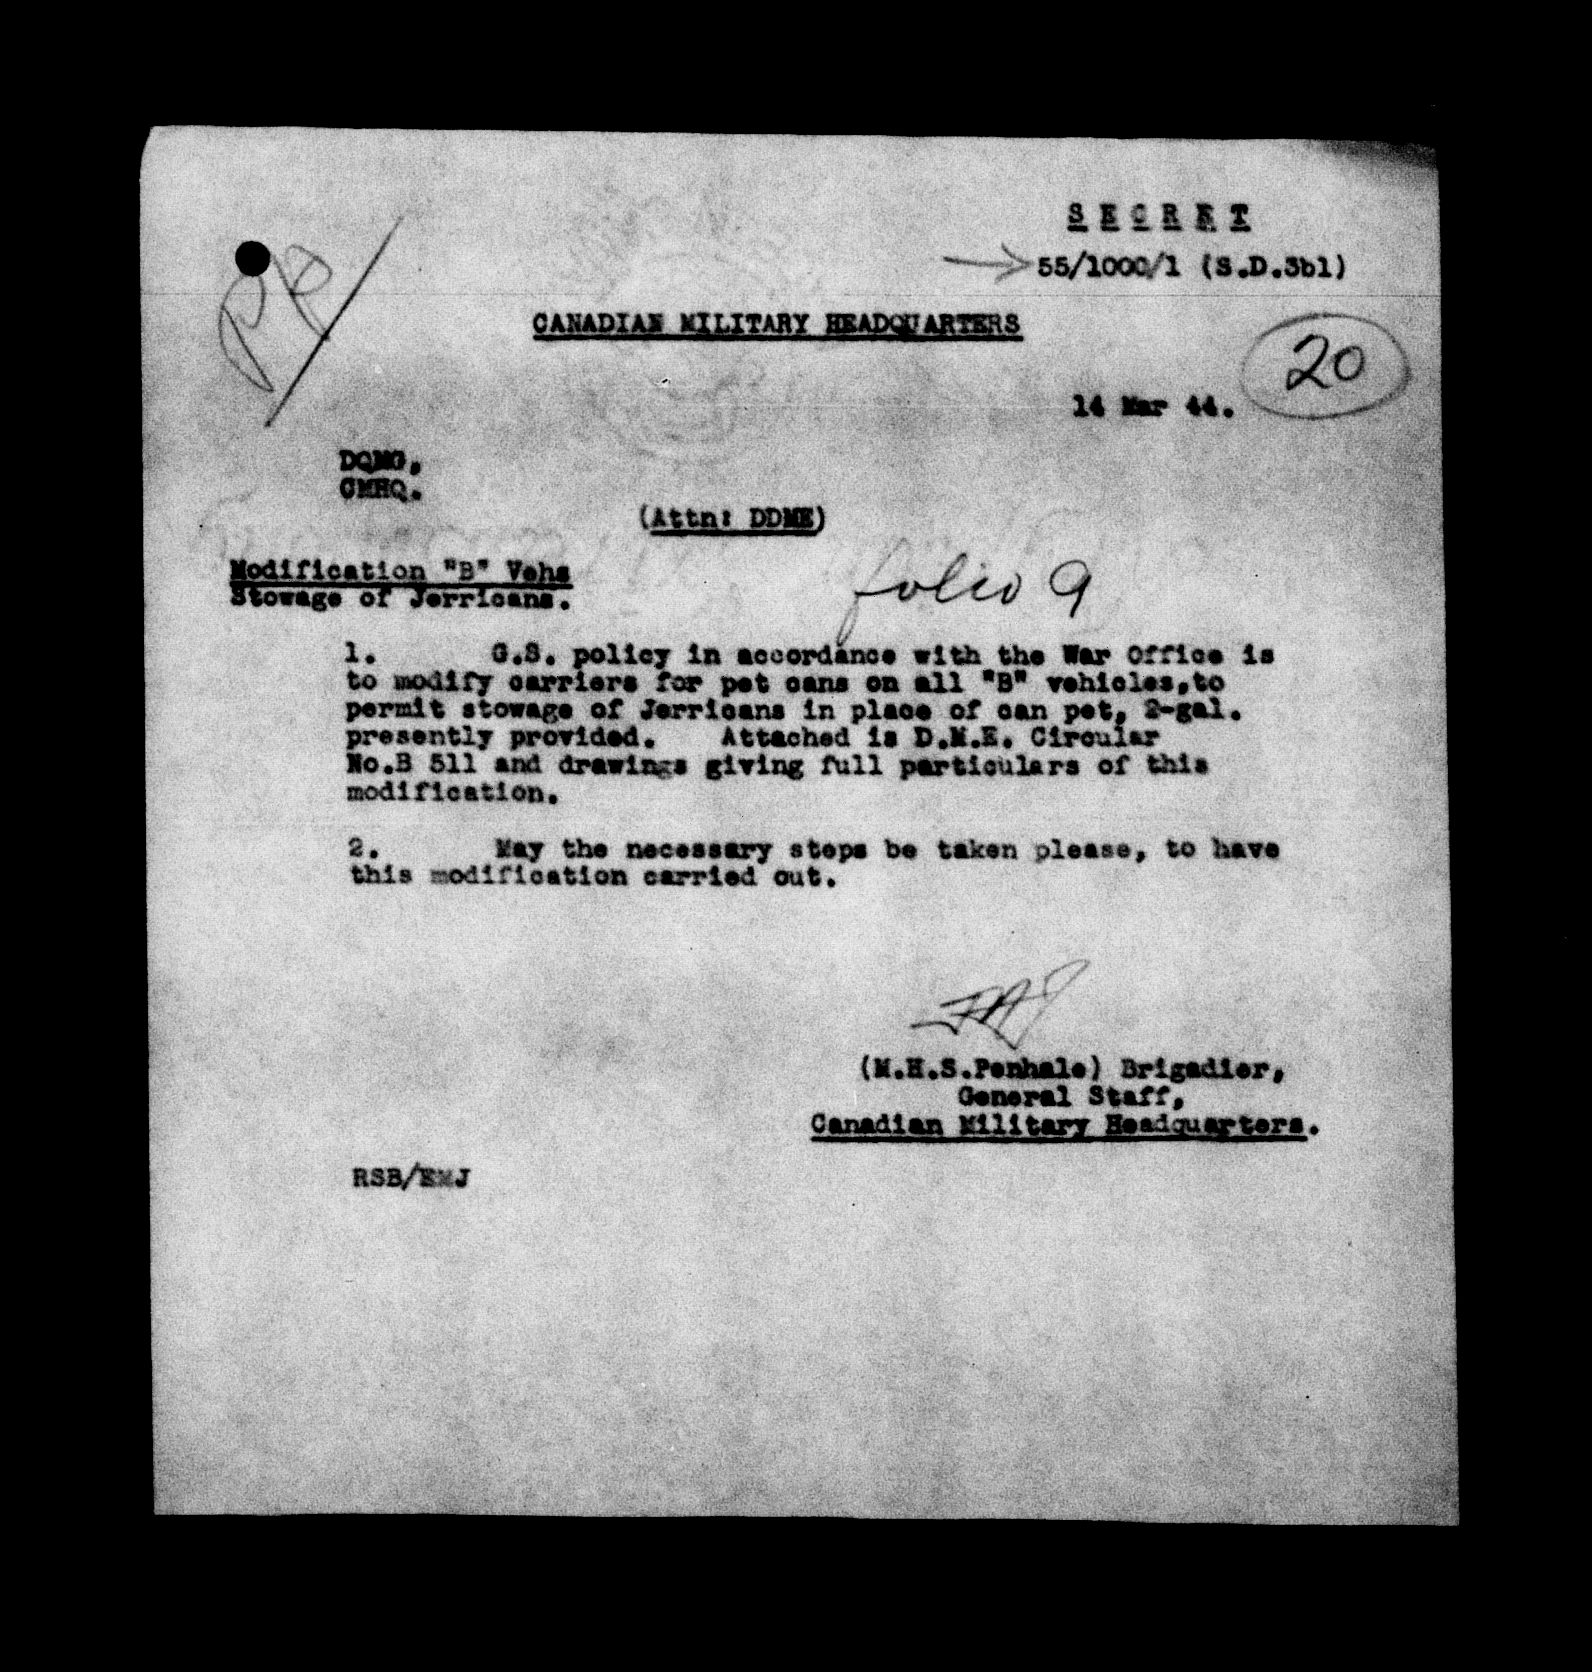 S E C R E T
55/1000/1 (S.D.3b1)
CANADIAN MILITARY HEADQUARTERS
20
14 Mar 44.
DQMG,
CMHQ.
(Attn: DDME)
Modification "B" Vehs
Stowage of Jerricans.
folio 9
1. G.S. policy in accordance with the War Office is
to modify carriers for pet cans on all "B" vehicles,to
permit stowage of Jerricans in place of can pet, 2-gal.
presently provided. Attached is D.M.E. Circular
No.B 511 and drawings giving full particulars of this
modification.
2. May the necessary steps be taken please, to have
this modification carried out.
(M.H.S.Penhale) Brigadier,
General Staff,
Canadian Military Headquarters.
RSB/EMJ